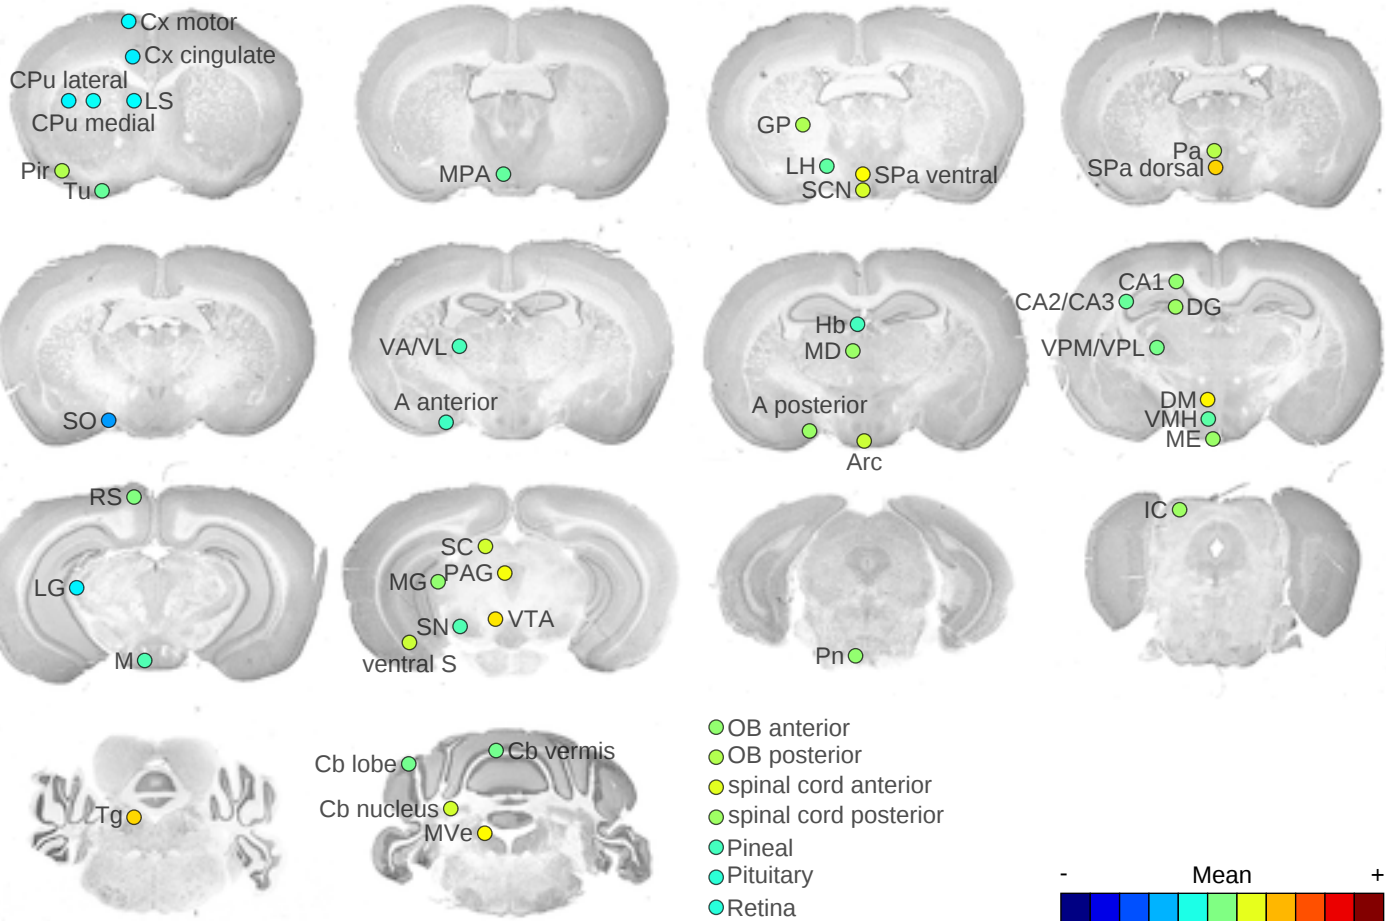 Cx motor
Cx cingulate
CPu lateral
LS
CPu medial
Pir
Tu
MPA
GP
LH
SPa ventral
SCN
Pa
SPa dorsal
SO
VA/VL
A anterior
Hb
MD
A posterior
Arc
CA1
CA2/CA3
DG
VPM/VPL
DM
VMH
ME
RS
LG
M
SC
PAG
MG
VTA
SN
ventral S
Pn
IC
Tg
Cb vermis
Cb lobe
Cb nucleus
MVe
OB anterior
OB posterior
spinal cord anterior
spinal cord posterior
Pineal
Pituitary
Retina
- Mean +